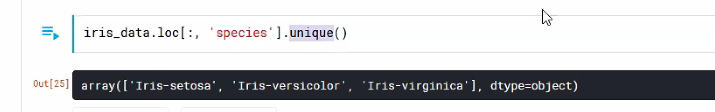 iris_data.loc[:, 'species'].unique()
Out[25]
array(['Iris-setosa', 'Iris-versicolor', 'Iris-virginica'], dtype=object)